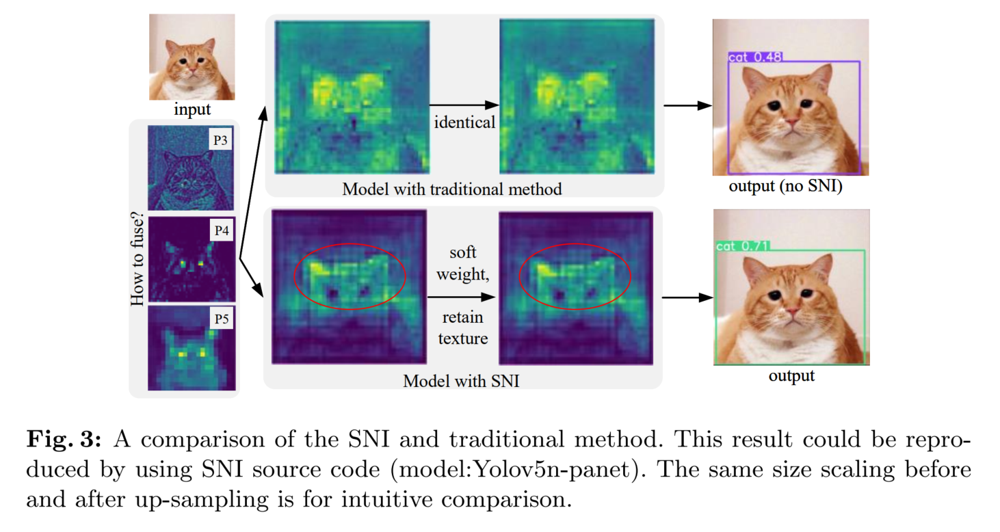 input
How to fuse?
P3
P4
P5
identical
Model with traditional method
cat 0.48
output (no SNI)
soft
weight,
retain
texture
Model with SNI
cat 0.71
output
Fig. 3: A comparison of the SNI and traditional method. This result could be repro-
duced by using SNI source code (model:Yolov5n-panet). The same size scaling before
and after up-sampling is for intuitive comparison.